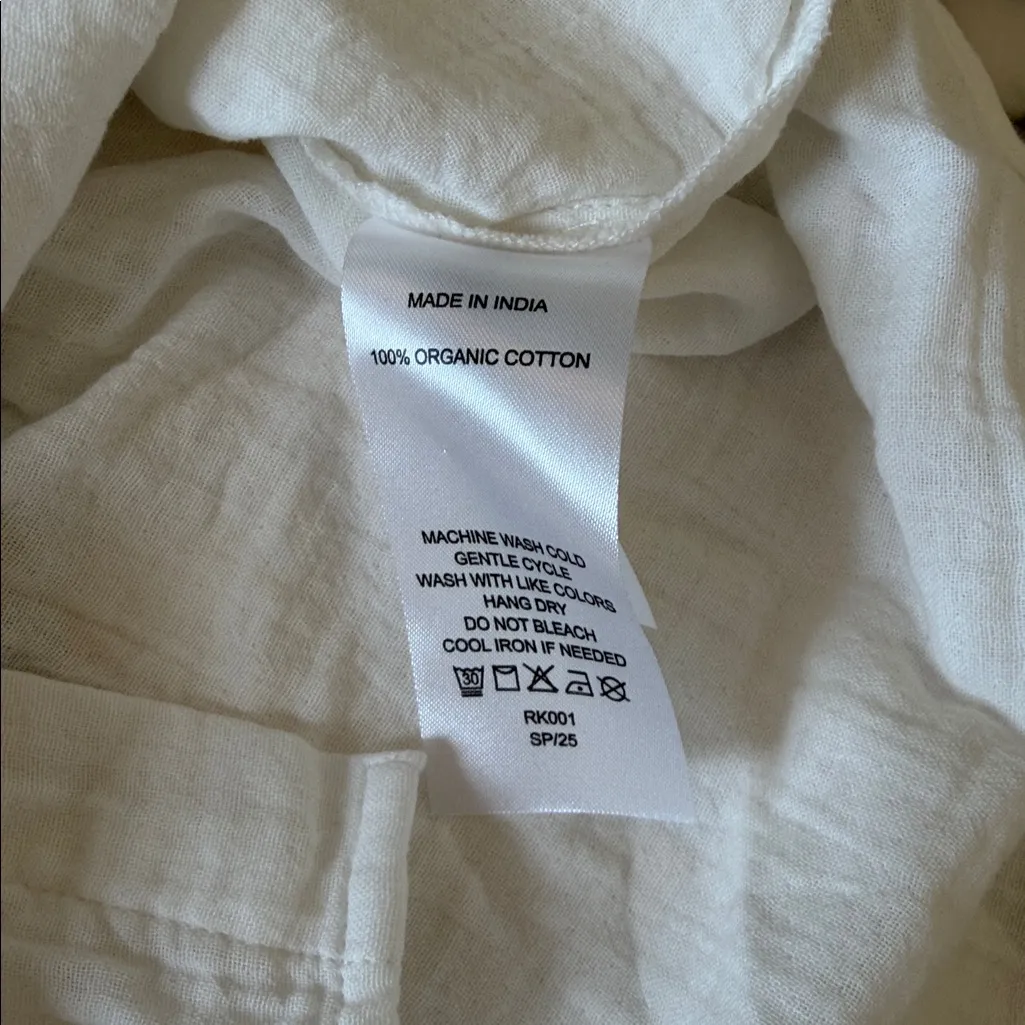 MADE IN INDIA
100% ORGANIC COTTON
MACHINE WASH COLD
GENTLE CYCLE
WASH WITH LIKE COLORS
HANG DRY
DO NOT BLEACH
COOL IRON IF NEEDED
30
RK001
SP/25